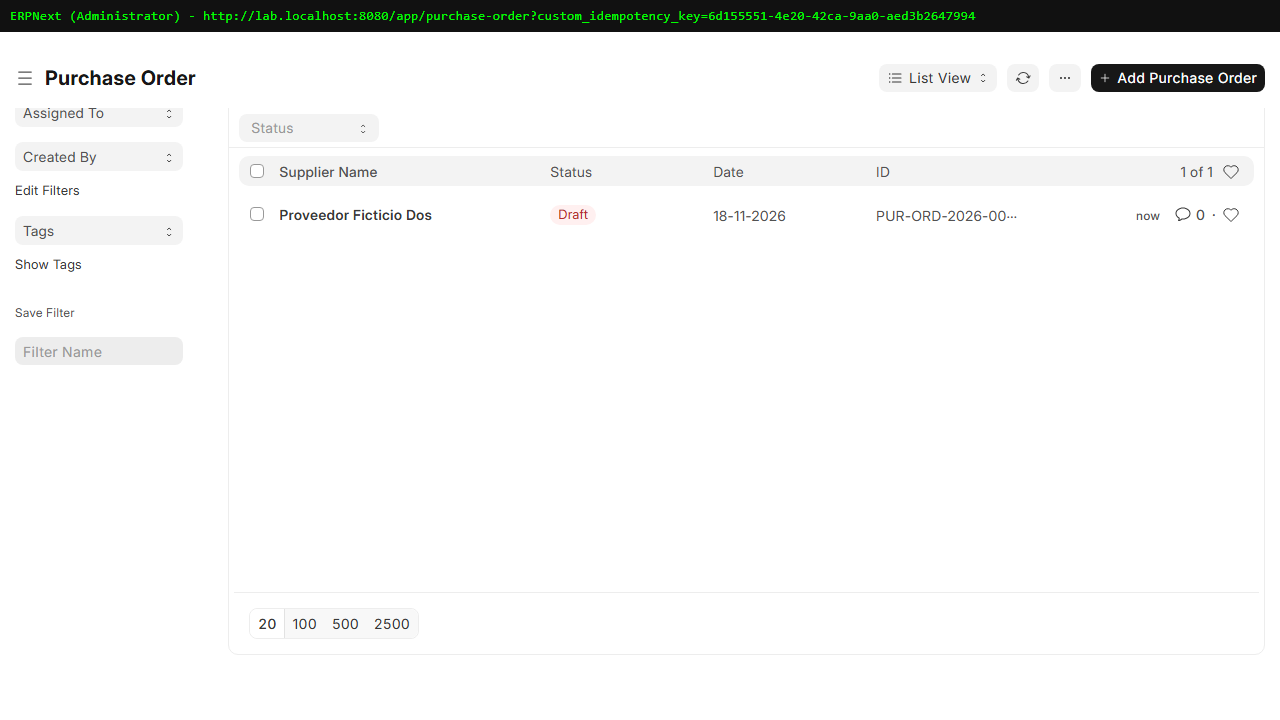 ERPNext (Administrator) - http://lab.localhost:8080/app/purchase-order?custom_idempotency_key=6d155551-4e20-42ca-9aa0-aed3b2647994
Purchase Order
List View
+ Add Purchase Order
Assigned To
Created By
Edit Filters
Tags
Show Tags
Save Filter
Filter Name
Status
Supplier Name Status Date ID 1 of 1
Proveedor Ficticio Dos Draft 18-11-2026 PUR-ORD-2026-00··· now 0 ·
20 100 500 2500